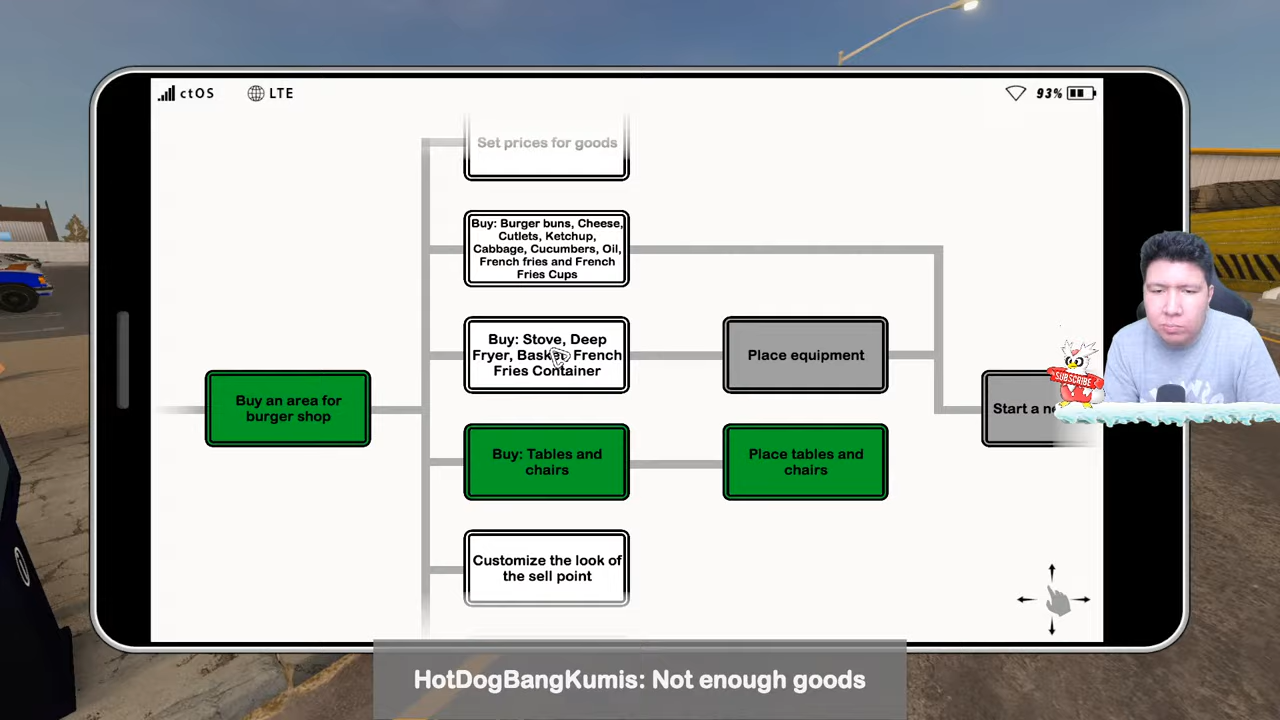 ctOS
LTE
93%
Set prices for goods
Buy: Burger buns, Cheese,
Cutlets, Ketchup,
Cabbage, Cucumbers, Oil,
French fries and French
Fries Cups
Buy: Stove, Deep
Fryer, Basket, French
Fries Container
Place equipment
Buy an area for
burger shop
Start a ne
SUBSCRIBE
Buy: Tables and
chairs
Place tables and
chairs
Customize the look of
the sell point
HotDogBangKumis: Not enough goods